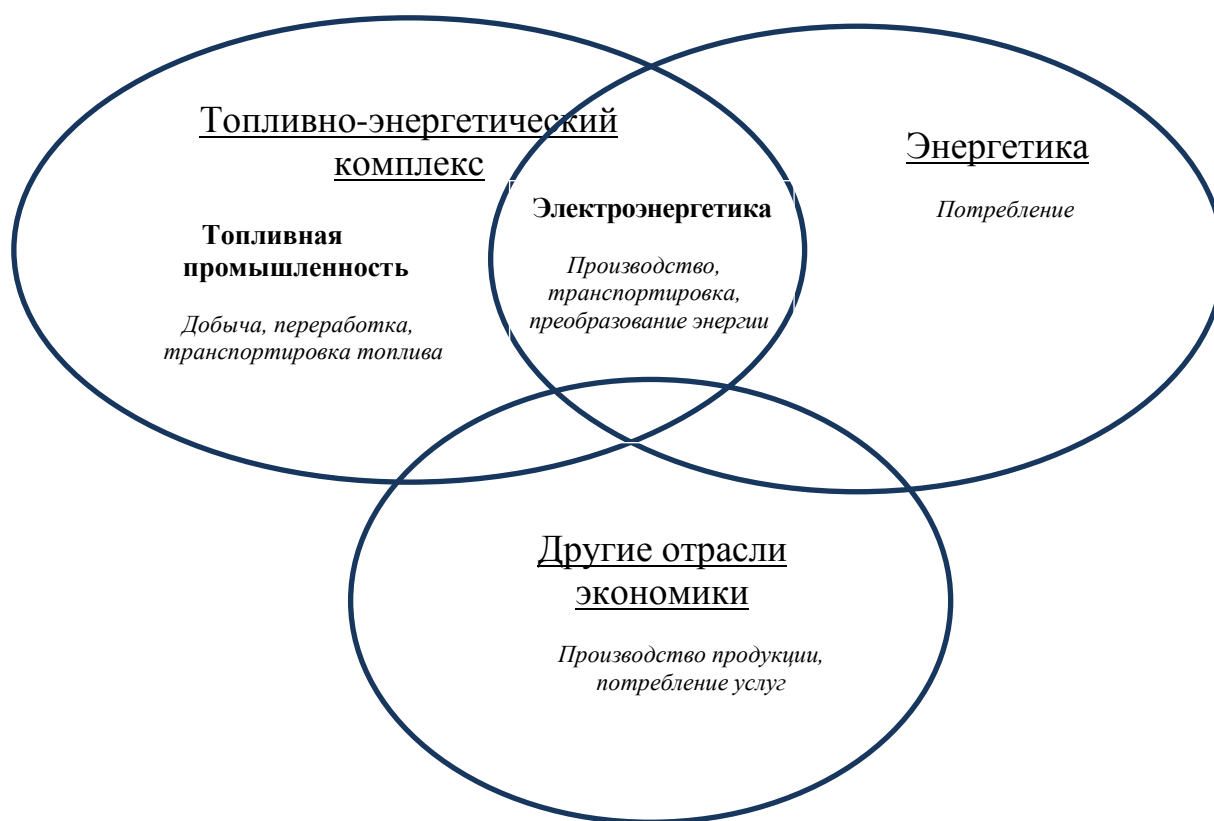 Топливно-энергетический
комплекс
Топливная
промышленность
Добыча, переработка,
транспортировка топлива
Электроэнергетика
Производство,
транспортировка,
преобразование энергии
Энергетика
Потребление
Другие отрасли
экономики
Производство продукции,
потребление услуг